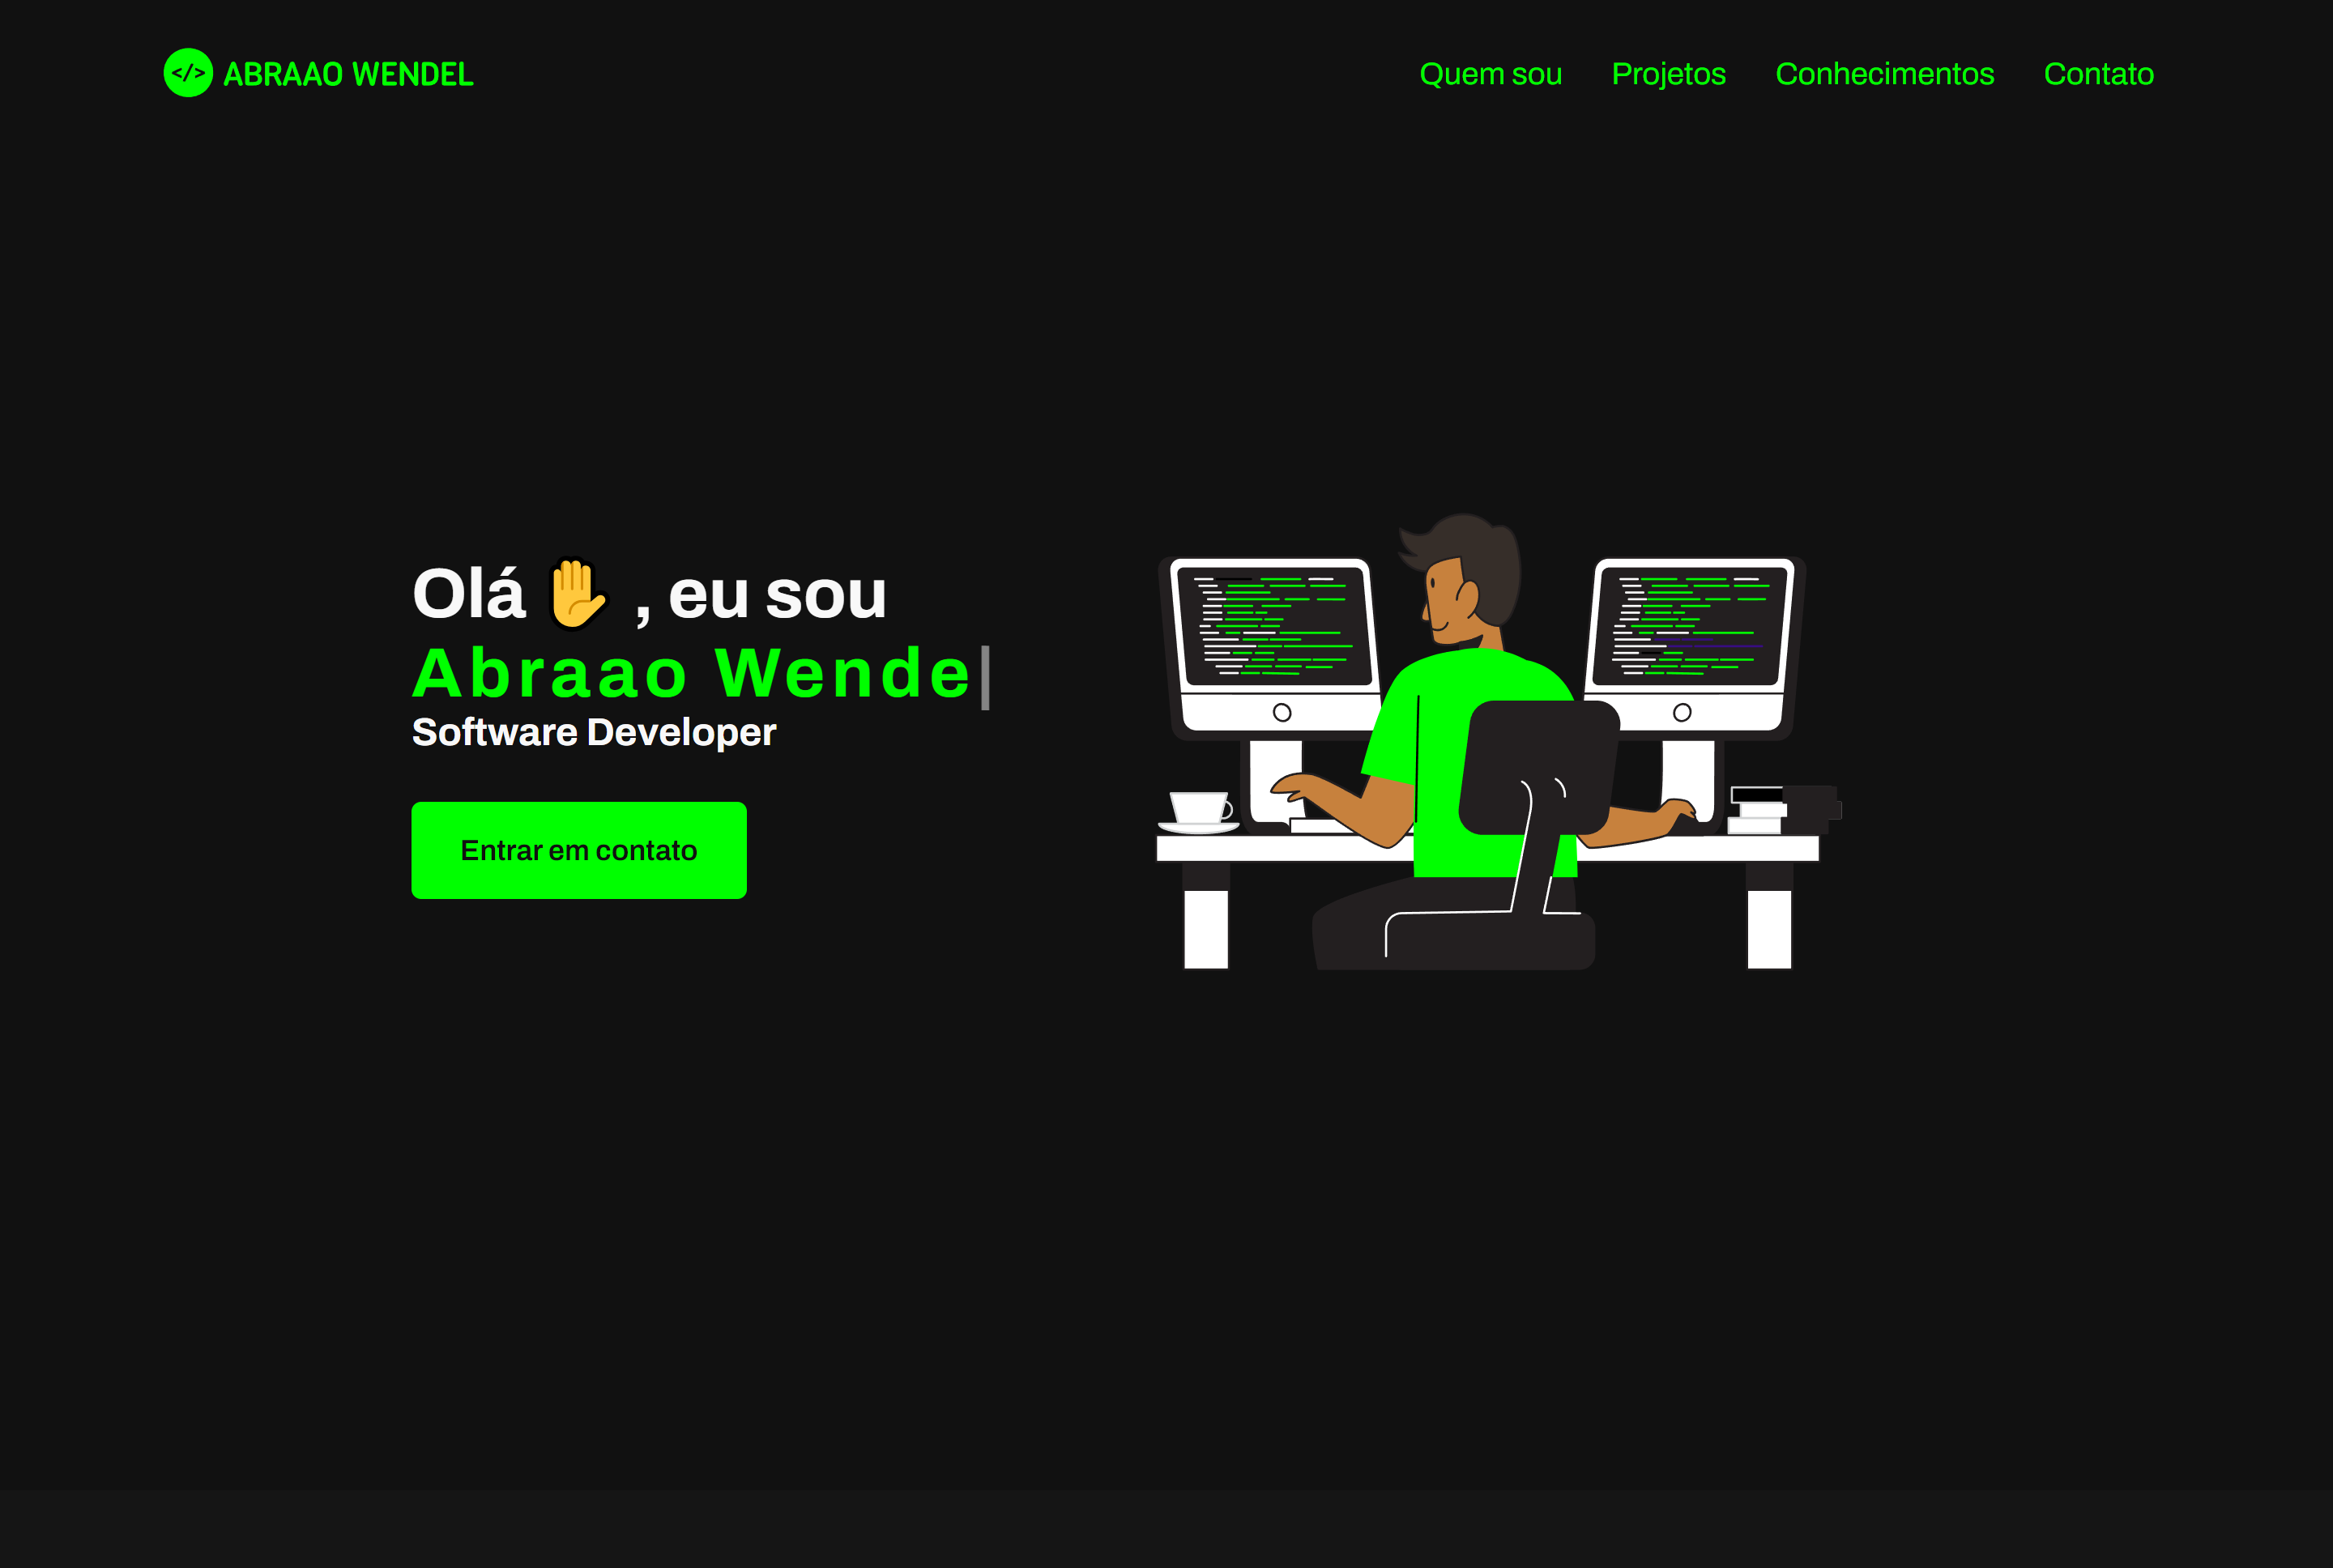 </> ABRAAO WENDEL
Quem sou Projetos Conhecimentos Contato
Olá ✋ , eu sou
Abraao Wende|
Software Developer
Entrar em contato